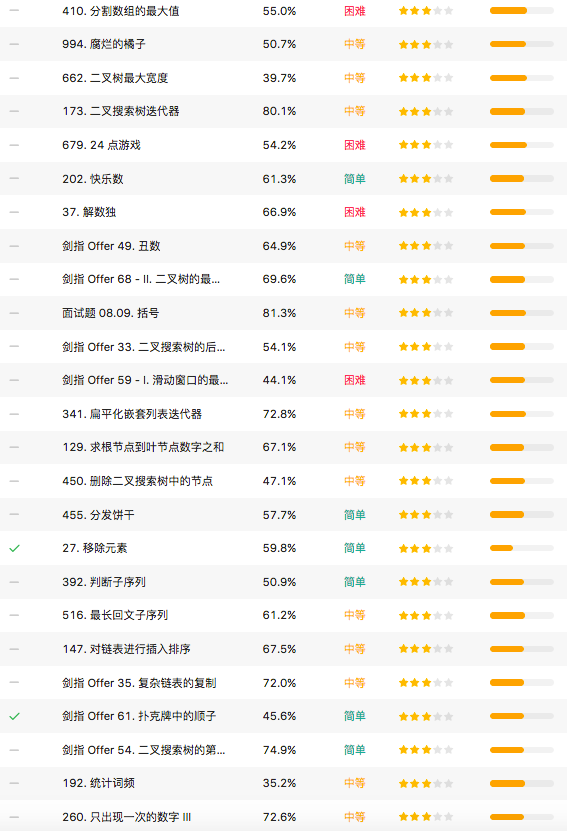 410. 分割数组的最大值 55.0% 困难
994. 腐烂的橘子 50.7% 中等
662. 二叉树最大宽度 39.7% 中等
173. 二叉搜索树迭代器 80.1% 中等
679. 24 点游戏 54.2% 困难
202. 快乐数 61.3% 简单
37. 解数独 66.9% 困难
剑指 Offer 49. 丑数 64.9% 中等
剑指 Offer 68 - II. 二叉树的最... 69.6% 简单
面试题 08.09. 括号 81.3% 中等
剑指 Offer 33. 二叉搜索树的后... 54.1% 中等
剑指 Offer 59 - I. 滑动窗口的最... 44.1% 困难
341. 扁平化嵌套列表迭代器 72.8% 中等
129. 求根节点到叶节点数字之和 67.1% 中等
450. 删除二叉搜索树中的节点 47.1% 中等
455. 分发饼干 57.7% 简单
27. 移除元素 59.8% 简单
392. 判断子序列 50.9% 简单
516. 最长回文子序列 61.2% 中等
147. 对链表进行插入排序 67.5% 中等
剑指 Offer 35. 复杂链表的复制 72.0% 中等
剑指 Offer 61. 扑克牌中的顺子 45.6% 简单
剑指 Offer 54. 二叉搜索树的第... 74.9% 简单
192. 统计词频 35.2% 中等
260. 只出现一次的数字 III 72.6% 中等